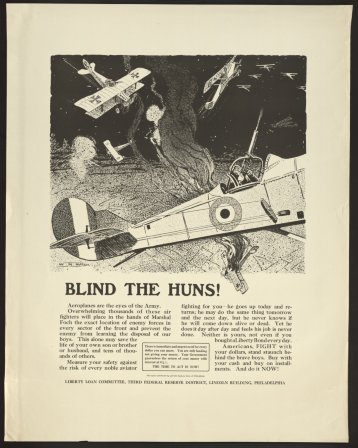 BLIND THE HUNS!
Aeroplanes are the eyes of the Army.
Overwhelming thousands of these air
fighters will place in the hands of Marshal
Foch the exact location of enemy forces in
every sector of the front and prevent the
enemy from learning the disposal of our
boys. This alone may save the
life of your own son or brother
or husband, and tens of thou-
sands of others.
Measure your safety against
the risk of every noble aviator
fighting for you—he goes up today and re-
turns; he may do the same thing tomorrow
and the next day, but he never knows if
he will come down alive or dead. Yet he
does it day after day and feels his job is never
done. Neither is yours, not even if you
bought a Liberty Bond every day.
Americans, FIGHT with
your dollars, stand staunch be-
hind the brave boys. Buy with
your cash and buy on install-
ments. And do it NOW!
THE TIME TO ACT IS NOW!
LIBERTY LOAN COMMITTEE, THIRD FEDERAL RESERVE DISTRICT, LINCOLN BUILDING, PHILADELPHIA